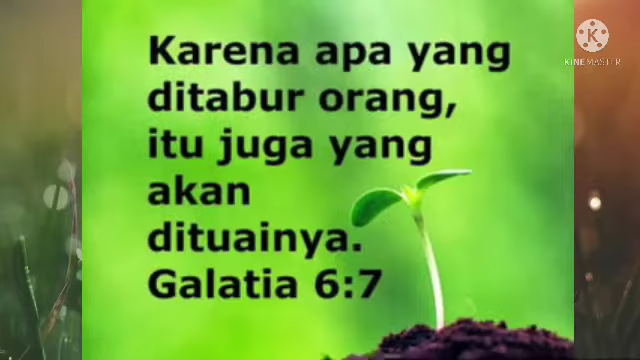 Karena apa yang
ditabur orang,
itu juga yang
akan
dituainya.
Galatia 6:7
K
KINEMASTER